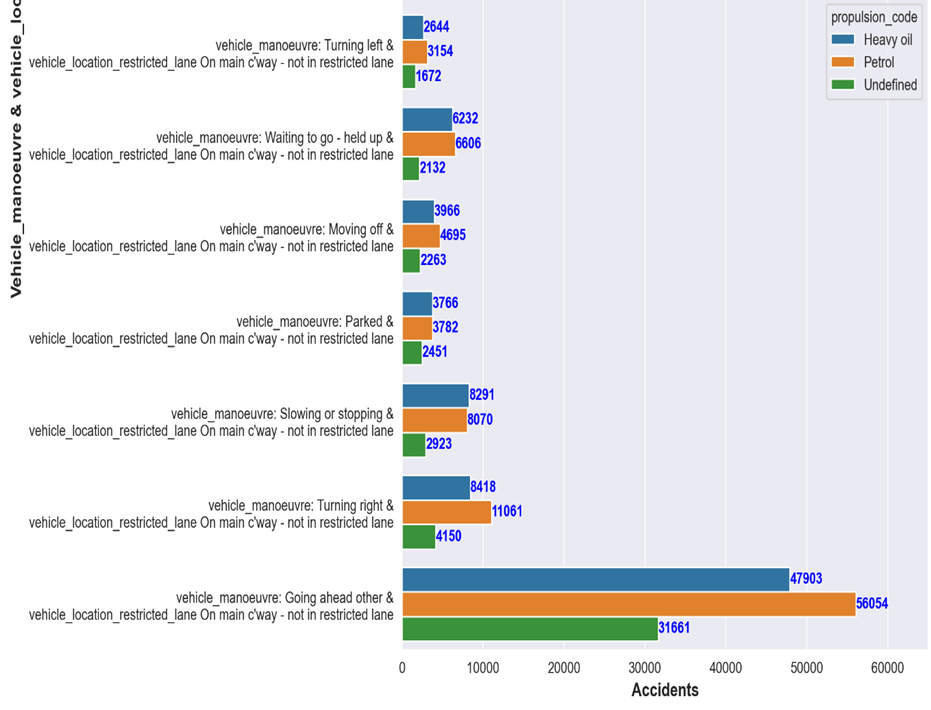 Vehicle_manoeuvre & vehicle_loc
propulsion_code
Heavy oil
Petrol
Undefined
vehicle_manoeuvre: Turning left &
vehicle_location_restricted_lane On main c'way - not in restricted lane
2644
3154
1672
vehicle_manoeuvre: Waiting to go - held up &
vehicle_location_restricted_lane On main c'way - not in restricted lane
6232
6606
2132
vehicle_manoeuvre: Moving off &
vehicle_location_restricted_lane On main c'way - not in restricted lane
3966
4695
2263
vehicle_manoeuvre: Parked &
vehicle_location_restricted_lane On main c'way - not in restricted lane
3766
3782
2451
vehicle_manoeuvre: Slowing or stopping &
vehicle_location_restricted_lane On main c'way - not in restricted lane
8291
8070
2923
vehicle_manoeuvre: Turning right &
vehicle_location_restricted_lane On main c'way - not in restricted lane
8418
11061
4150
vehicle_manoeuvre: Going ahead other &
vehicle_location_restricted_lane On main c'way - not in restricted lane
47903
56054
31661
0 10000 20000 30000 40000 50000 60000
Accidents